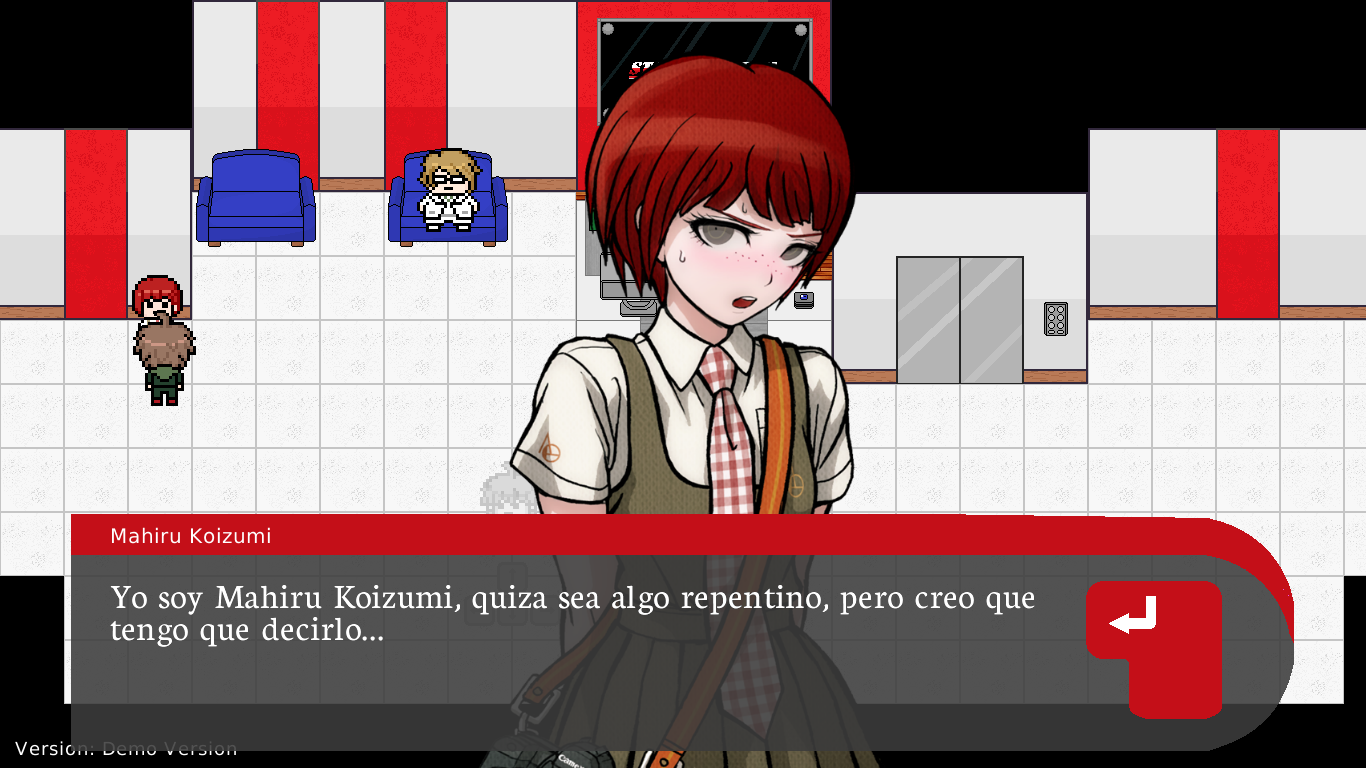 Mahiru Koizumi
Yo soy Mahiru Koizumi, quiza sea algo repentino, pero creo que
tengo que decirlo...
Version: Demo Version